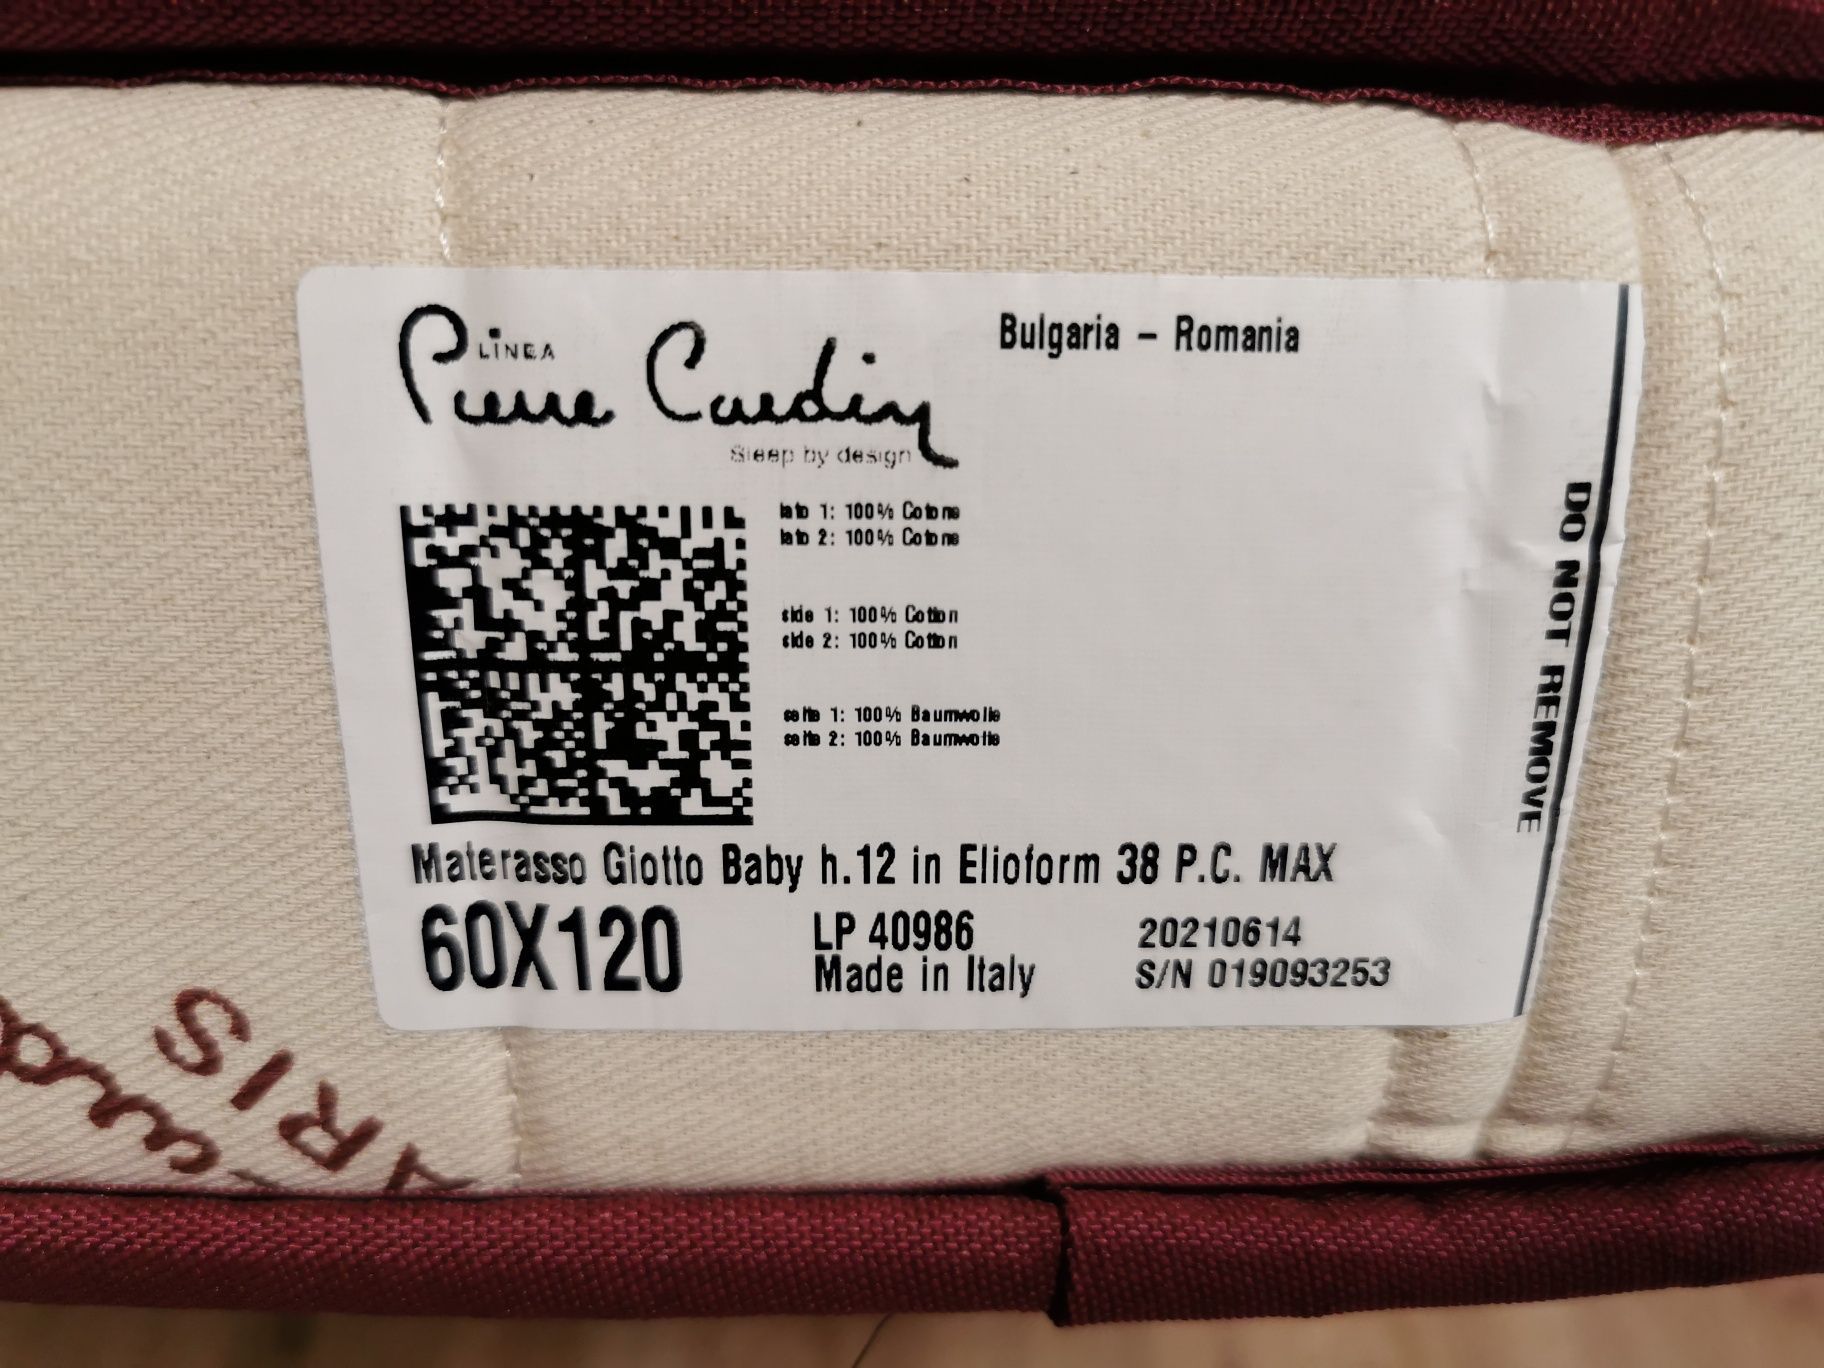 LINEA
Pierre Cardin
Sleep by design
Bulgaria – Romania
lato 1: 100% Cotone
lato 2: 100% Cotone
side 1: 100% Cotton
side 2: 100% Cotton
seite 1: 100% Baumwolle
seite 2: 100% Baumwolle
DO NOT REMOVE
Materasso Giotto Baby h.12 in Elioform 38 P.C. MAX
60X120
LP 40986
Made in Italy
20210614
S/N 019093253